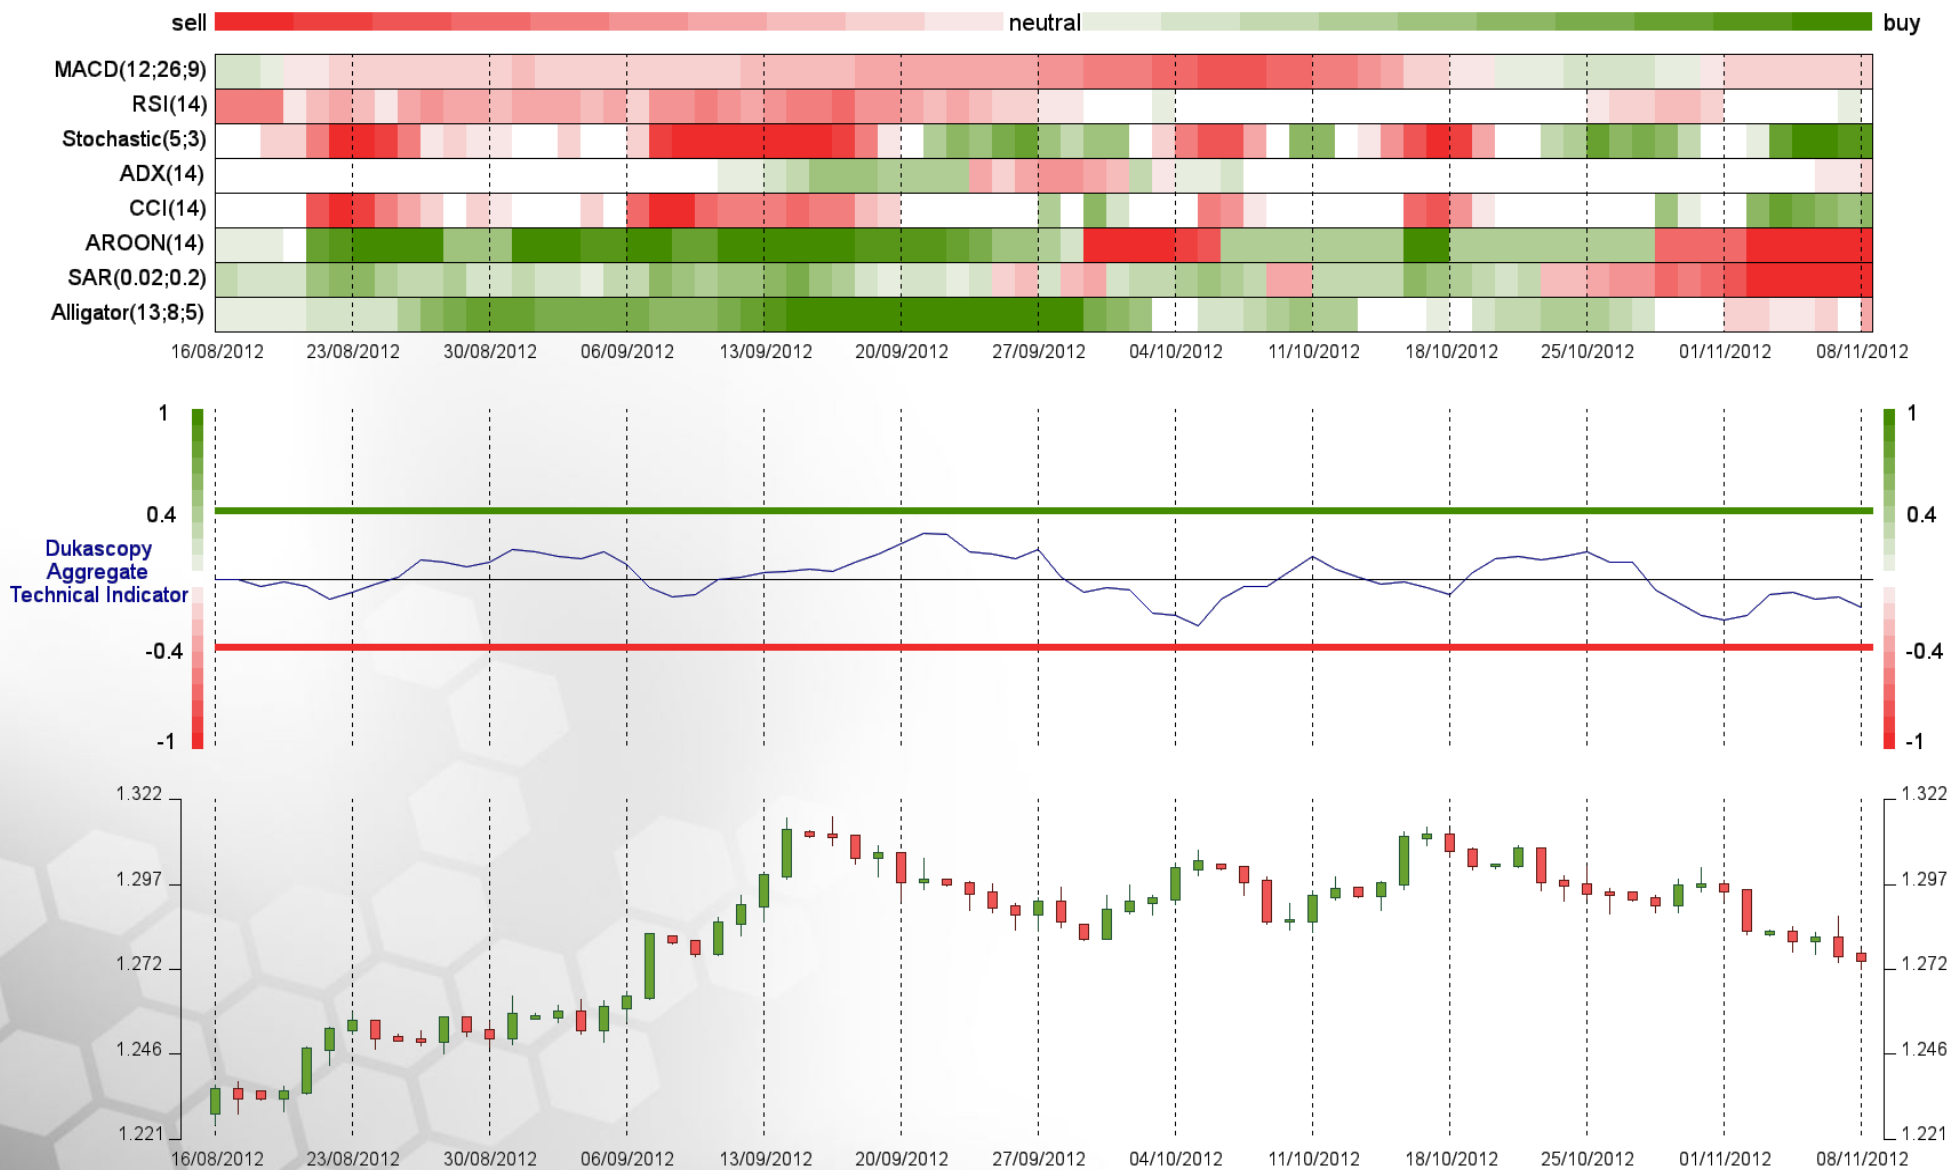 sell neutral buy
MACD(12;26;9)
RSI(14)
Stochastic(5;3)
ADX(14)
CCI(14)
AROON(14)
SAR(0.02;0.2)
Alligator(13;8;5)
16/08/2012 23/08/2012 30/08/2012 06/09/2012 13/09/2012 20/09/2012 27/09/2012 04/10/2012 11/10/2012 18/10/2012 25/10/2012 01/11/2012 08/11/2012
1 1
0.4 0.4
Dukascopy
Aggregate
Technical Indicator
-0.4 -0.4
-1 -1
1.322 1.322
1.297 1.297
1.272 1.272
1.246 1.246
1.221 1.221
16/08/2012 23/08/2012 30/08/2012 06/09/2012 13/09/2012 20/09/2012 27/09/2012 04/10/2012 11/10/2012 18/10/2012 25/10/2012 01/11/2012 08/11/2012